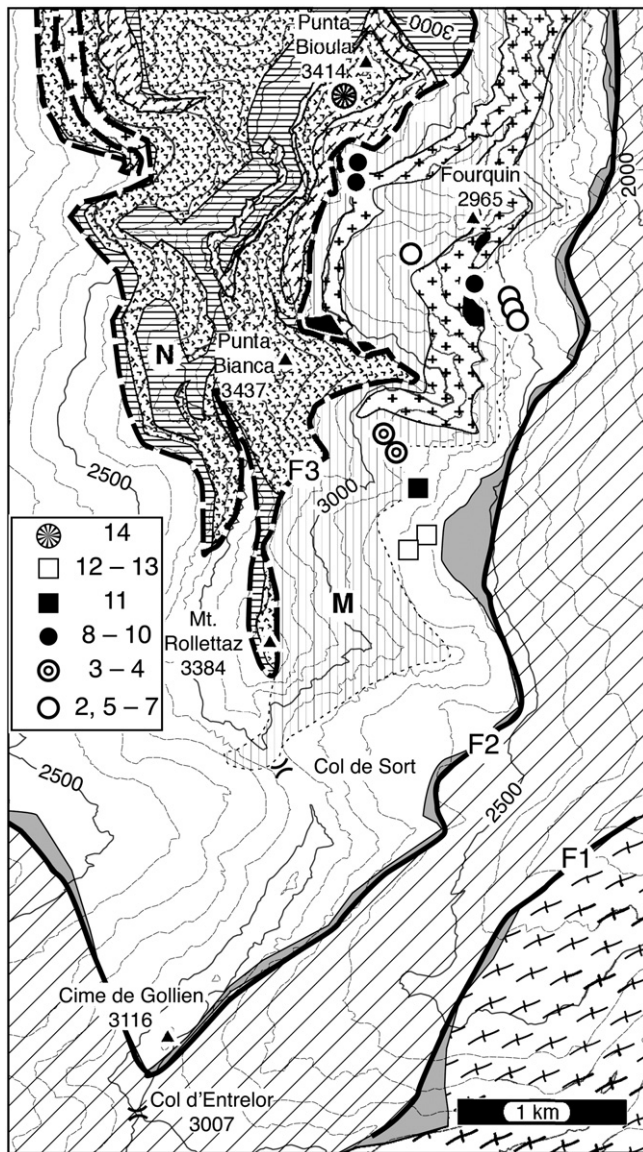 Punta
Bioula
3414
3000
Fourquin
2965
2000
N
Punta
Bianca
3437
F3
2500
3000
14
12 – 13
11
8 – 10
3 – 4
2, 5 – 7
M
Mt.
Rollettaz
3384
Col de Sort
F2
2500
2500
F1
Cime de Gollien
3116
Col d'Entrelor
3007
1 km